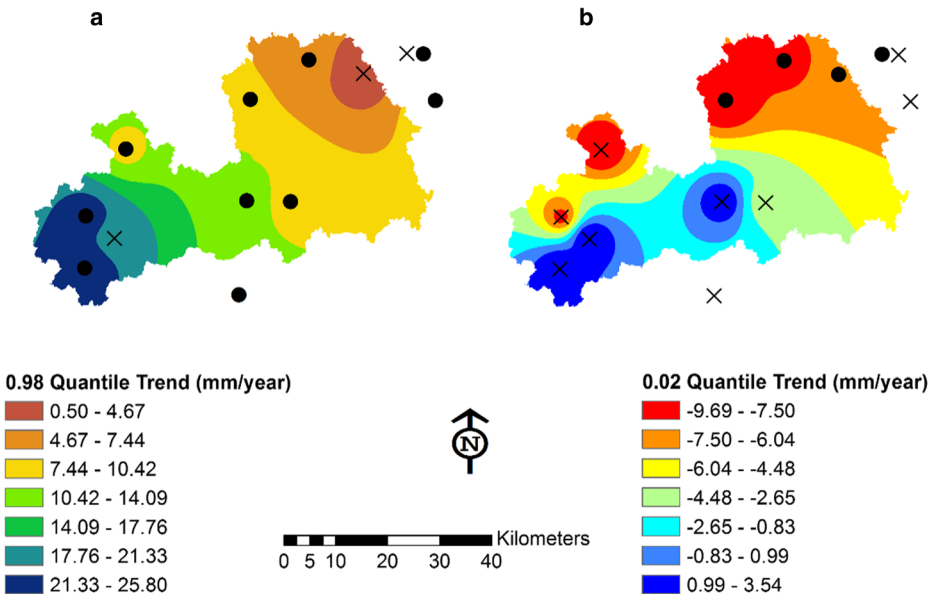 a b
0.98 Quantile Trend (mm/year)
0.50 - 4.67
4.67 - 7.44
7.44 - 10.42
10.42 - 14.09
14.09 - 17.76
17.76 - 21.33
21.33 - 25.80
N
Kilometers
0 5 10 20 30 40
0.02 Quantile Trend (mm/year)
-9.69 - -7.50
-7.50 - -6.04
-6.04 - -4.48
-4.48 - -2.65
-2.65 - -0.83
-0.83 - 0.99
0.99 - 3.54